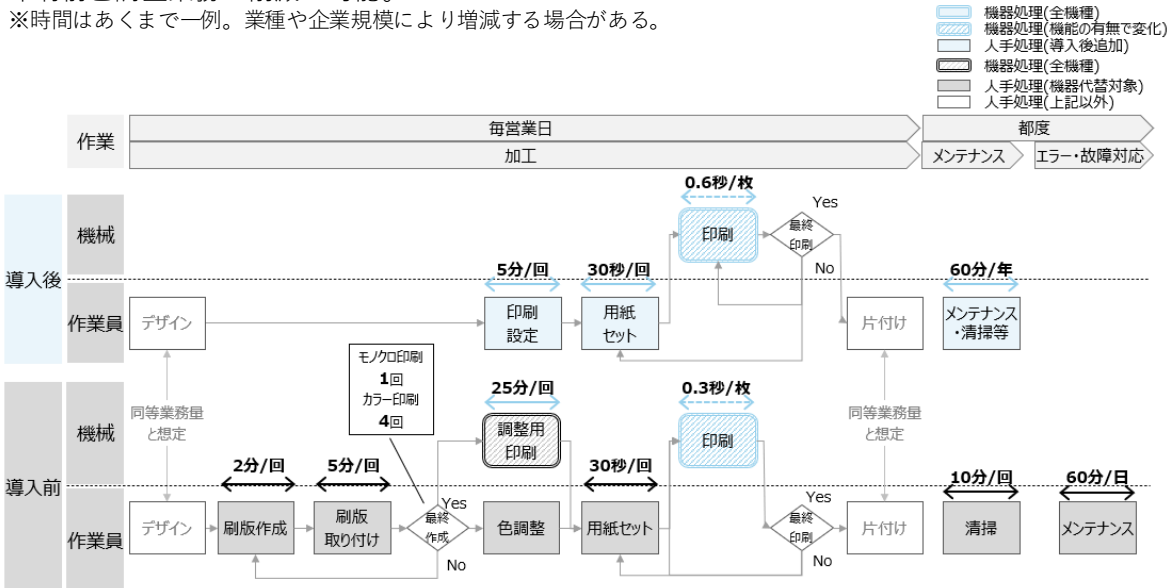 ※時間はあくまで一例。業種や企業規模により増減する場合がある。
機器処理(全機種)
機器処理(機能の有無で変化)
人手処理(導入後追加)
機器処理(全機種)
人手処理(機器代替対象)
人手処理(上記以外)
作業
毎営業日
都度
加工
メンテナンス
エラー・故障対応
導入後
機械
0.6秒/枚
印刷
最終
印刷
Yes
No
作業員
デザイン
5分/回
印刷
設定
30秒/回
用紙
セット
片付け
60分/年
メンテナンス
・清掃等
同等業務量
と想定
モノクロ印刷
1回
カラー印刷
4回
同等業務量
と想定
導入前
機械
25分/回
調整用
印刷
0.3秒/枚
印刷
作業員
デザイン
2分/回
刷版作成
5分/回
刷版
取り付け
最終
作成
Yes
No
色調整
30秒/回
用紙セット
最終
印刷
Yes
No
片付け
10分/回
清掃
60分/日
メンテナンス